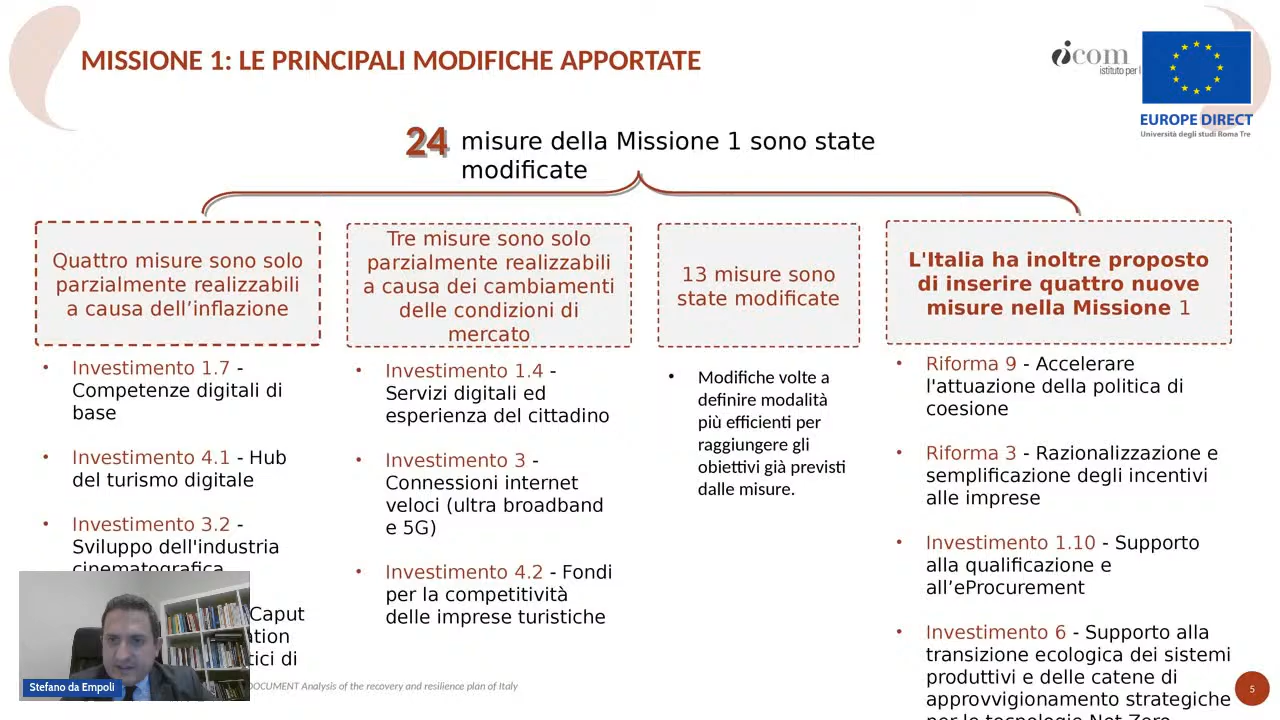 MISSIONE 1: LE PRINCIPALI MODIFICHE APPORTATE
icom
istituto per l
EUROPE DIRECT
Università degli studi Roma Tre
24 misure della Missione 1 sono state
modificate
Quattro misure sono solo
parzialmente realizzabili
a causa dell’inflazione
• Investimento 1.7 -
Competenze digitali di
base
• Investimento 4.1 - Hub
del turismo digitale
• Investimento 3.2 -
Sviluppo dell'industria
cinematografica
Caput
tici di
Tre misure sono solo
parzialmente realizzabili
a causa dei cambiamenti
delle condizioni di
mercato
• Investimento 1.4 -
Servizi digitali ed
esperienza del cittadino
• Investimento 3 -
Connessioni internet
veloci (ultra broadband
e 5G)
• Investimento 4.2 - Fondi
per la competitività
delle imprese turistiche
13 misure sono
state modificate
• Modifiche volte a
definire modalità
più efficienti per
raggiungere gli
obiettivi già previsti
dalle misure.
L'Italia ha inoltre proposto
di inserire quattro nuove
misure nella Missione 1
• Riforma 9 - Accelerare
l'attuazione della politica di
coesione
• Riforma 3 - Razionalizzazione e
semplificazione degli incentivi
alle imprese
• Investimento 1.10 - Supporto
alla qualificazione e
all’eProcurement
• Investimento 6 - Supporto alla
transizione ecologica dei sistemi
produttivi e delle catene di
approvvigionamento strategiche
per le tecnologie Net Zero
Stefano da Empoli
DOCUMENT Analysis of the recovery and resilience plan of Italy
5